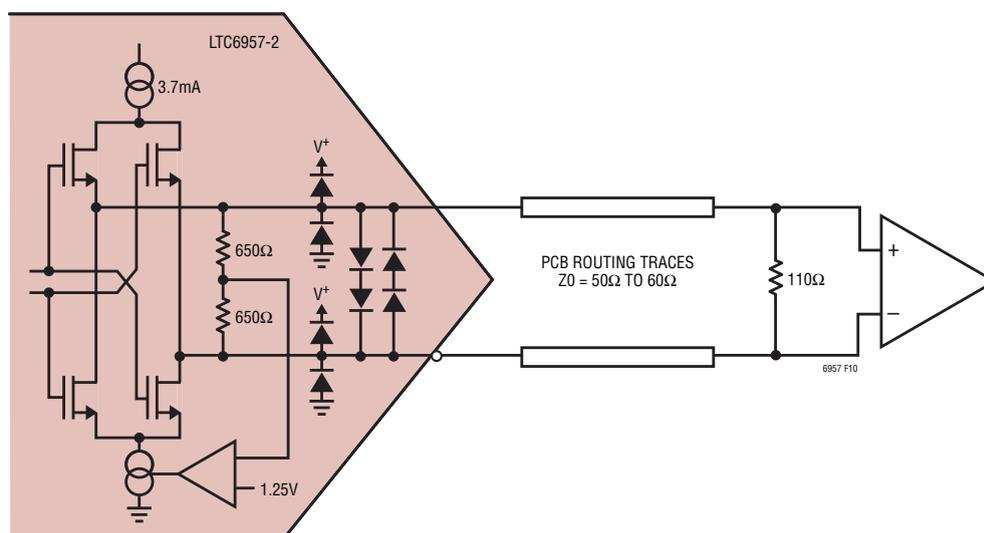 LTC6957-2
3.7mA
V+
650Ω
650Ω
V+
1.25V
PCB ROUTING TRACES
Z0 = 50Ω TO 60Ω
110Ω
+
−
6957 F10